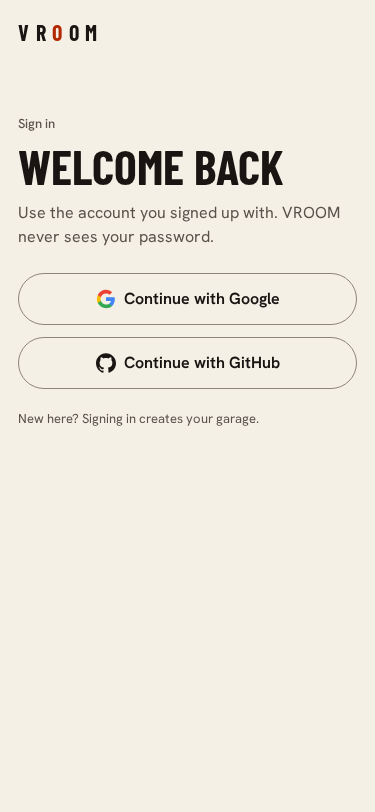 VROOM
Sign in
WELCOME BACK
Use the account you signed up with. VROOM
never sees your password.
Continue with Google
Continue with GitHub
New here? Signing in creates your garage.